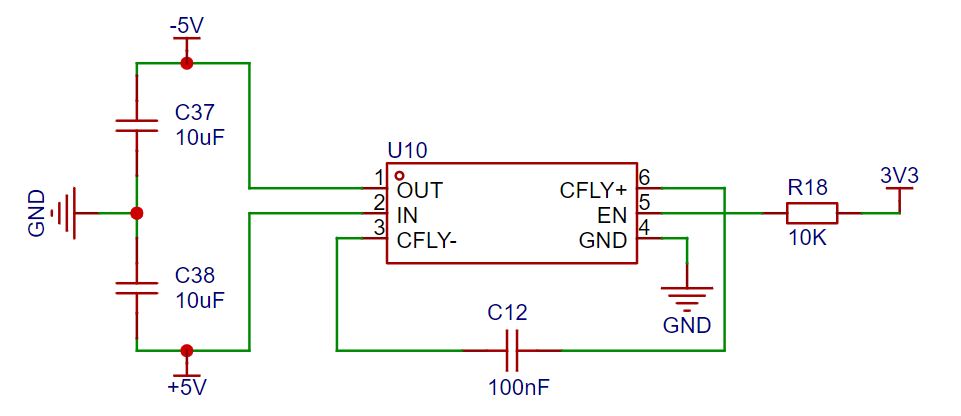 -5V
C37
10uF
GND
C38
10uF
+5V
U10
1
OUT
2
IN
3
CFLY-
CFLY+
6
EN
5
GND
4
R18
10K
3V3
GND
C12
100nF